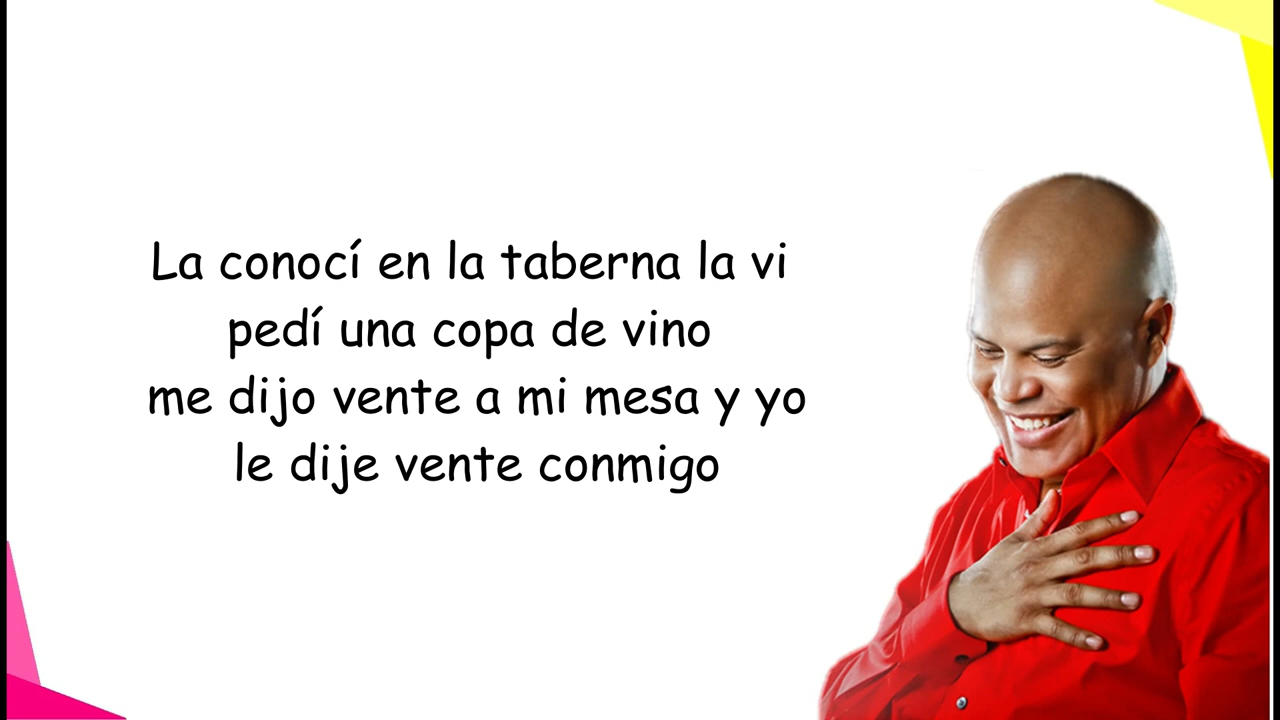 La conocí en la taberna la vi
pedí una copa de vino
me dijo vente a mi mesa y yo
le dije vente conmigo